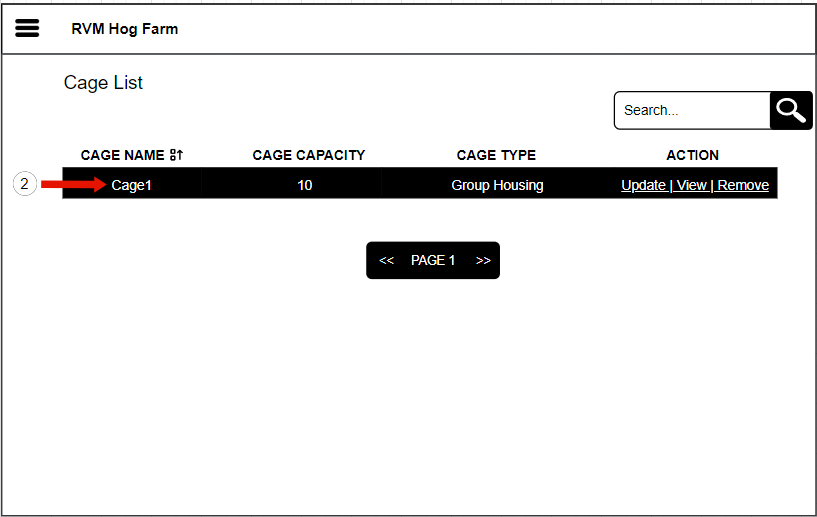 RVM Hog Farm
Cage List
Search...
CAGE NAME CAGE CAPACITY CAGE TYPE ACTION
2 Cage1 10 Group Housing Update | View | Remove
<< PAGE 1 >>